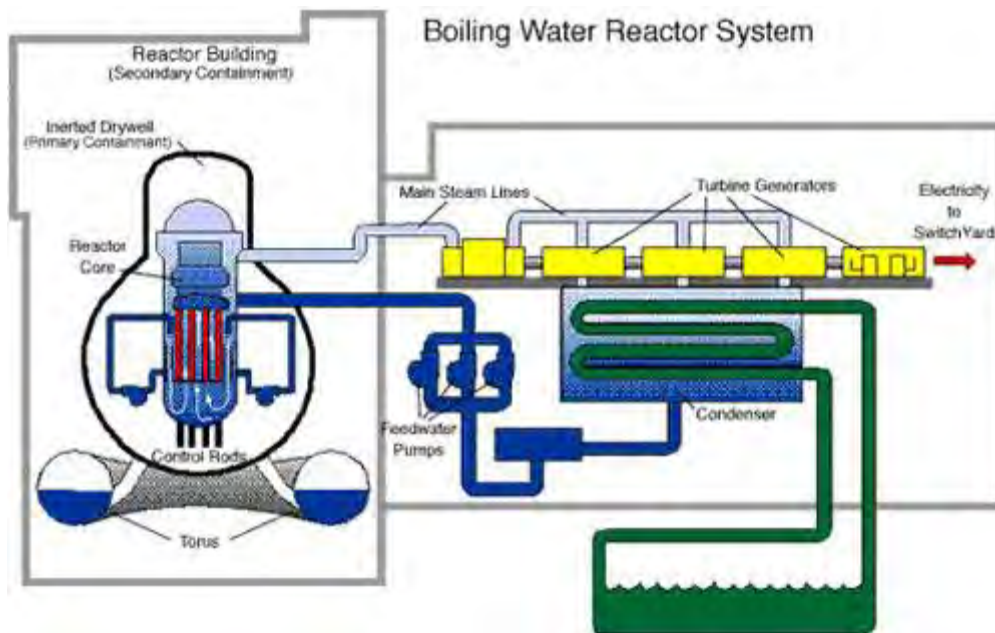 Boiling Water Reactor System
Reactor Building
(Secondary Containment)
Inerted Drywell
(Primary Containment)
Main Steam Lines
Turbine Generators
Electricity
to
SwitchYard
Reactor
Core
Feedwater
Pumps
Condenser
Control Rods
Torus